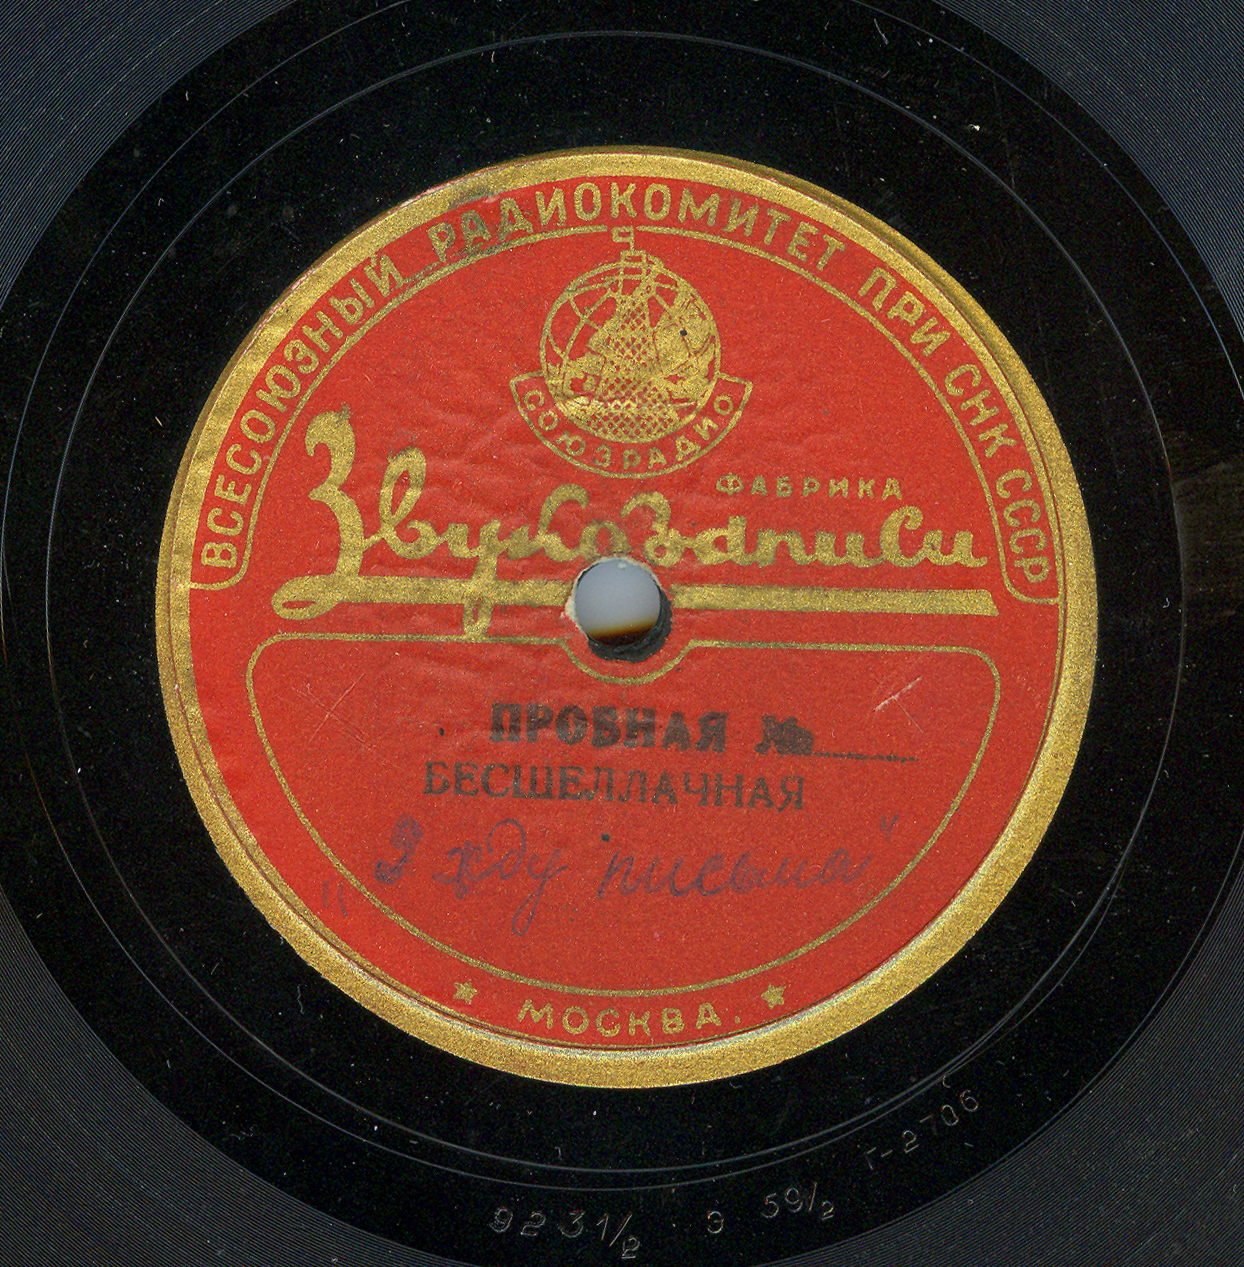 ВСЕСОЮЗНЫЙ РАДИОКОМИТЕТ ПРИ СНК СССР
СОЮЗРАДИО
ФАБРИКА
Звукозаписи
ПРОБНАЯ №
БЕСШЕЛЛАЧНАЯ
"Я жду письма"
★ МОСКВА. ★
Г-2706
9231/2 Э 59/2